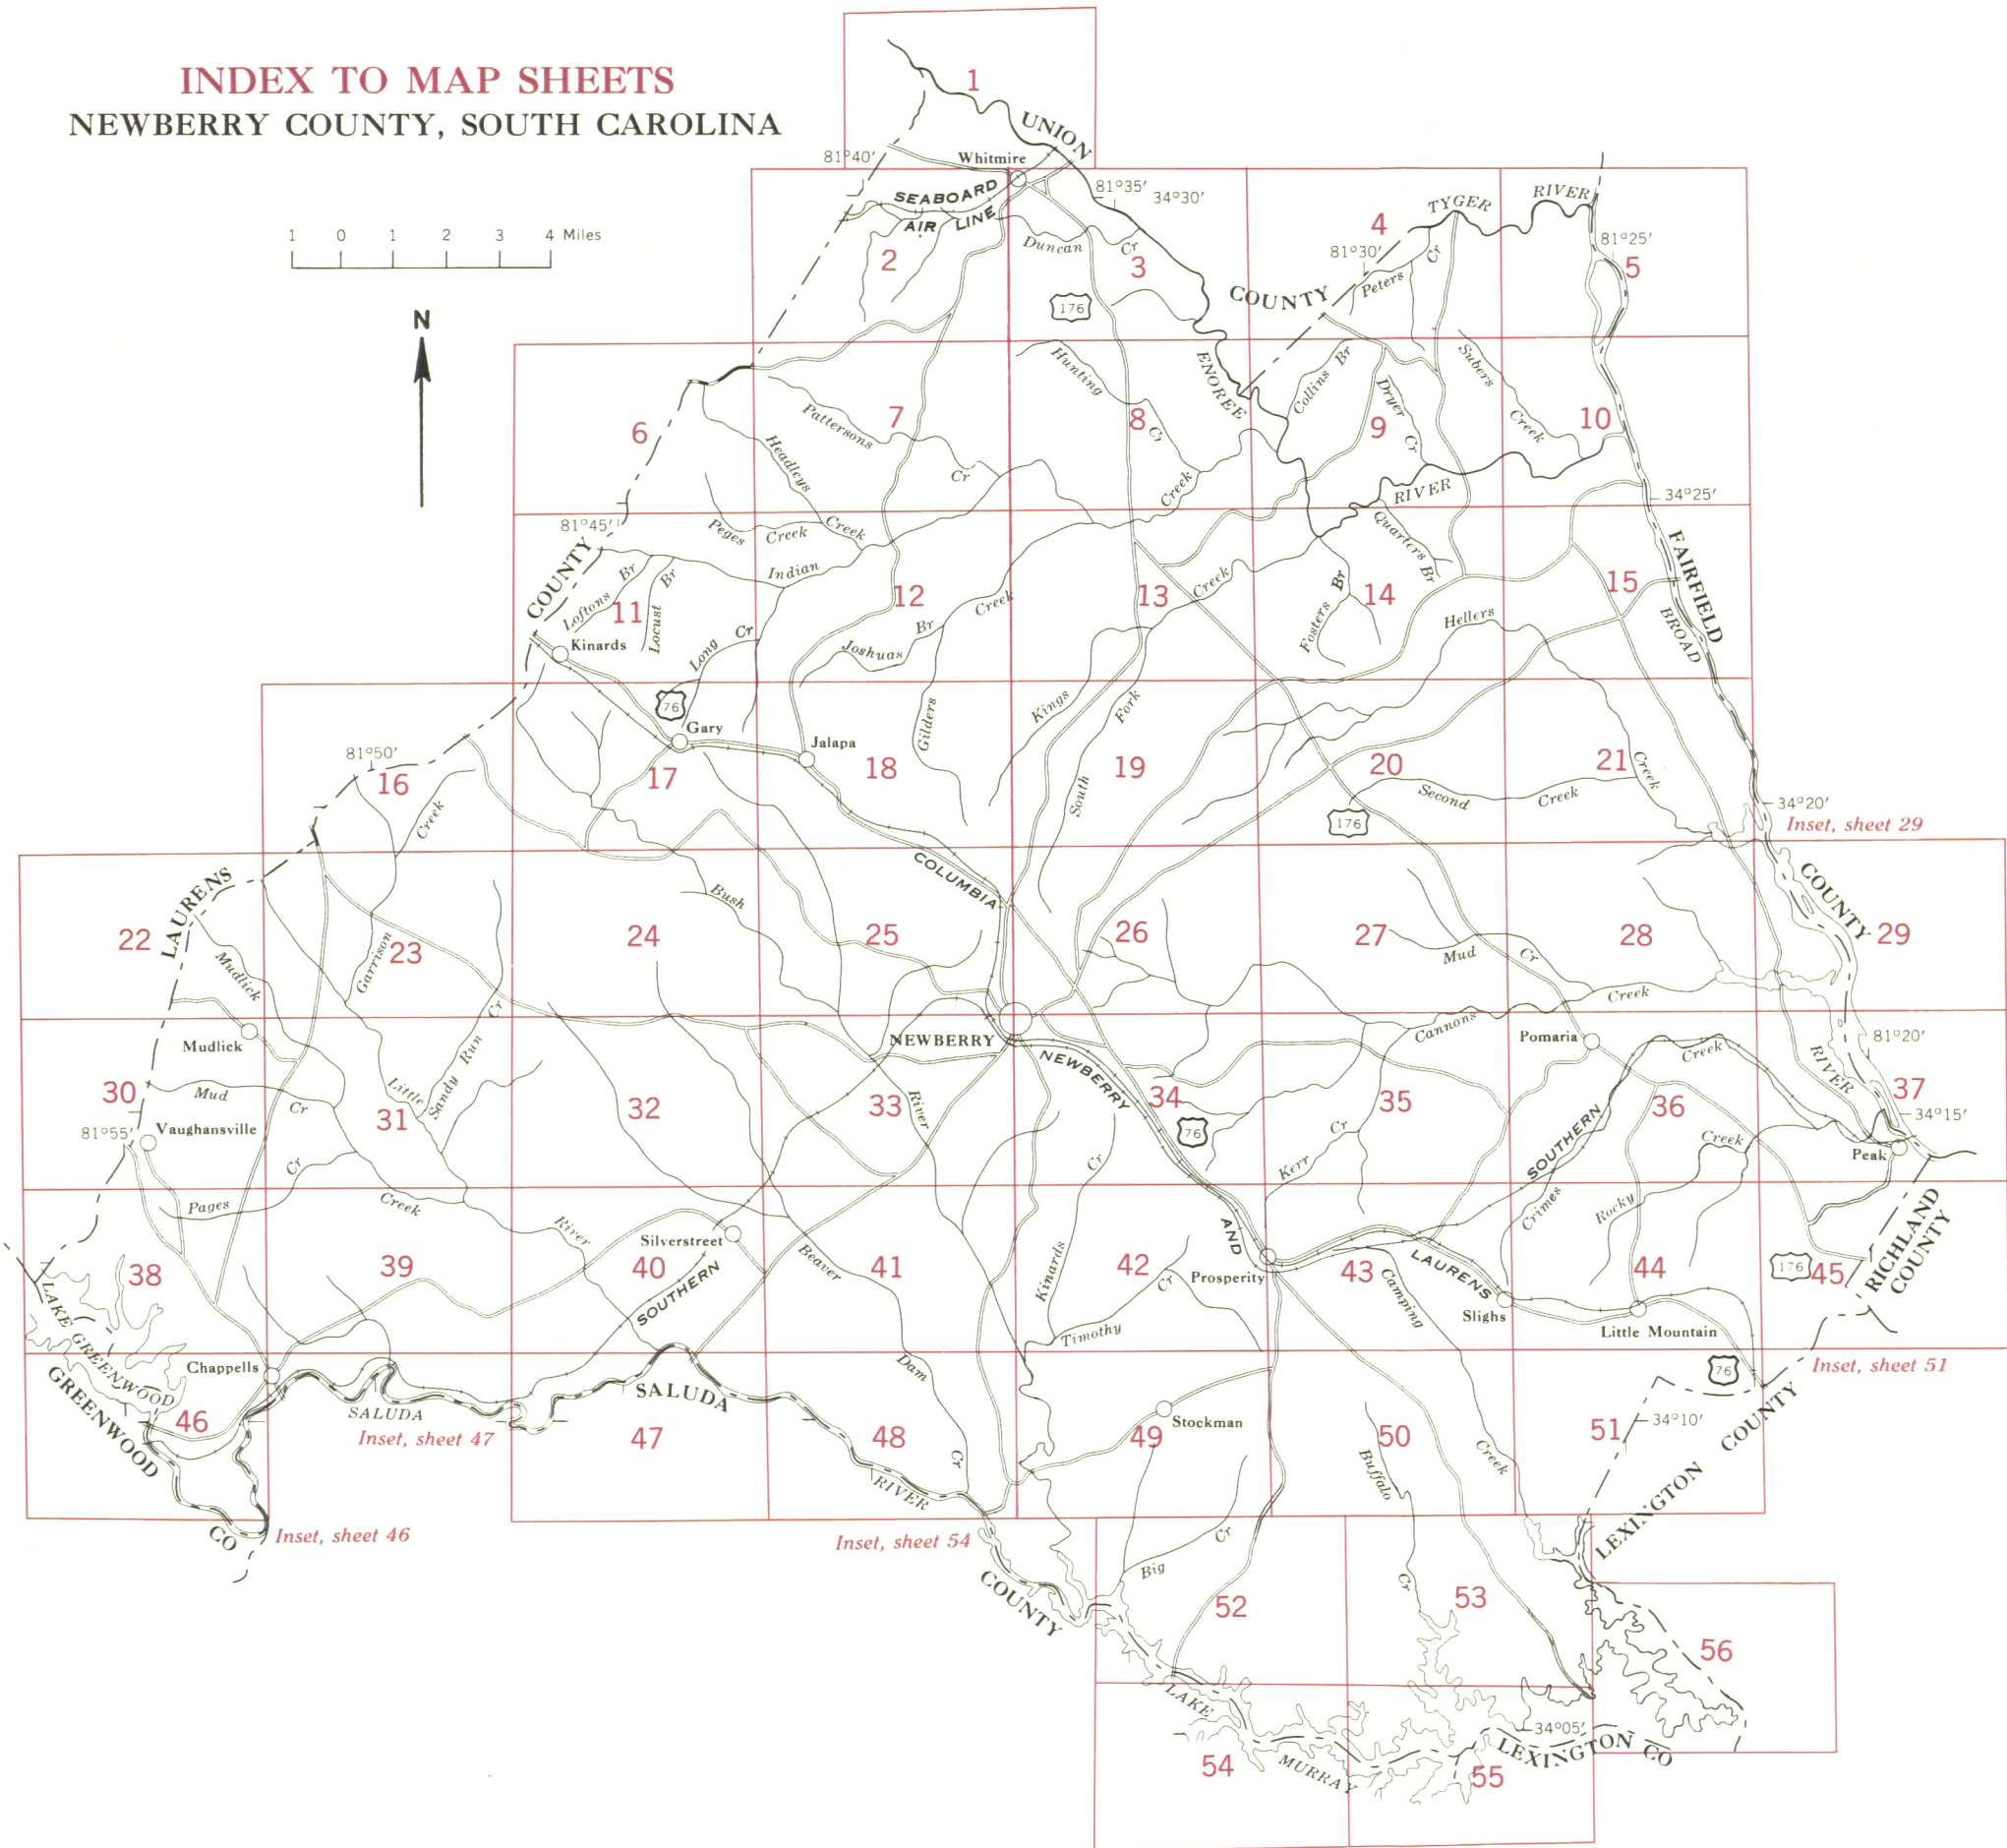 INDEX TO MAP SHEETS
NEWBERRY COUNTY, SOUTH CAROLINA
1 0 1 2 3 4 Miles
N
1
UNION
81°40'
Whitmire
SEABOARD
AIR LINE
81°35'
34°30'
2
Duncan Cr
3
176
COUNTY
4
TYGER RIVER
81°30'
Peters Cr
81°25'
5
6
Pattersons
Cr
7
Headleys
Creek
Hunting
Cr
8
ENOREE
Creek
Collins Br
Dryer
Cr
9
Subers
Creek
10
RIVER
34°25'
81°45'
COUNTY
Peges Creek
Indian
Loftons Br
11
Locust Br
Kinards
Long Cr
12
Creek
Joshuas Br
13
Creek
Quarters Br
Fosters Br
14
Hellers
15
FAIRFIELD
BROAD
76
Gary
Jalapa
Gilders
Kings
Fork
81°50'
16
Creek
17
18
19
South
20
Second Creek
21
Creek
176
34°20'
Inset, sheet 29
COLUMBIA
LAURENS
22
Mudlick
Garrison
23
24
Bush
25
26
27
Mud Cr
28
Creek
COUNTY
29
Mudlick
Cr
NEWBERRY
NEWBERRY
Cannons
Pomaria
Creek
81°20'
RIVER
30
Mud Cr
Little
Sandy Run
31
32
33
River
34
76
35
36
37
34°15'
81°55'
Vaughansville
Cr
Cr
Kerr Cr
SOUTHERN
Creek
Peak
Pages
Creek
River
Silverstreet
Beaver
Kinards
AND
Crimes
Rocky
RICHLAND
COUNTY
38
39
40
SOUTHERN
41
42
Cr
Prosperity
43
Camping
LAURENS
Slighs
44
176
45
LAKE GREENWOOD
Timothy
Little Mountain
Chappells
Dam
76
Inset, sheet 51
GREENWOOD
SALUDA
SALUDA
46
Inset, sheet 47
47
48
Cr
RIVER
49
Stockman
50
Buffalo
Creek
51
34°10'
COUNTY
CO
Inset, sheet 46
Inset, sheet 54
LEXINGTON
COUNTY
Big Cr
52
Cr
53
56
LAKE
34°05'
LEXINGTON CO
54
MURRAY
55